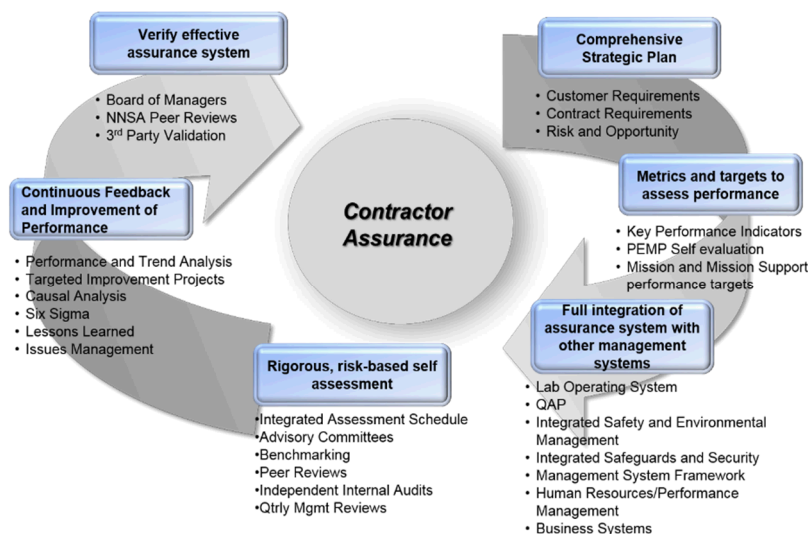 Verify effective
assurance system
• Board of Managers
• NNSA Peer Reviews
• 3rd Party Validation
Comprehensive
Strategic Plan
• Customer Requirements
• Contract Requirements
• Risk and Opportunity
Metrics and targets to
assess performance
• Key Performance Indicators
• PEMP Self evaluation
• Mission and Mission Support
performance targets
Full integration of
assurance system with
other management
systems
• Lab Operating System
• QAP
• Integrated Safety and Environmental
Management
• Integrated Safeguards and Security
• Management System Framework
• Human Resources/Performance
Management
• Business Systems
Rigorous, risk-based self
assessment
•Integrated Assessment Schedule
•Advisory Committees
•Benchmarking
•Peer Reviews
•Independent Internal Audits
•Qtrly Mgmt Reviews
Continuous Feedback
and Improvement of
Performance
• Performance and Trend Analysis
• Targeted Improvement Projects
• Causal Analysis
• Six Sigma
• Lessons Learned
• Issues Management
Contractor
Assurance